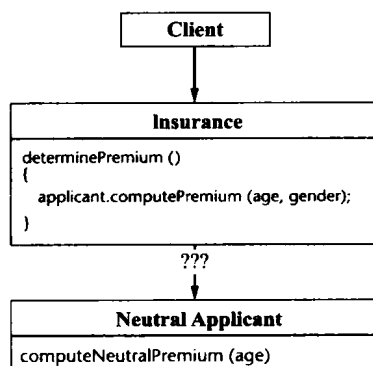 Client
Insurance
determinePremium ()
{
applicant.computePremium (age, gender);
}
???
Neutral Applicant
computeNeutralPremium (age)